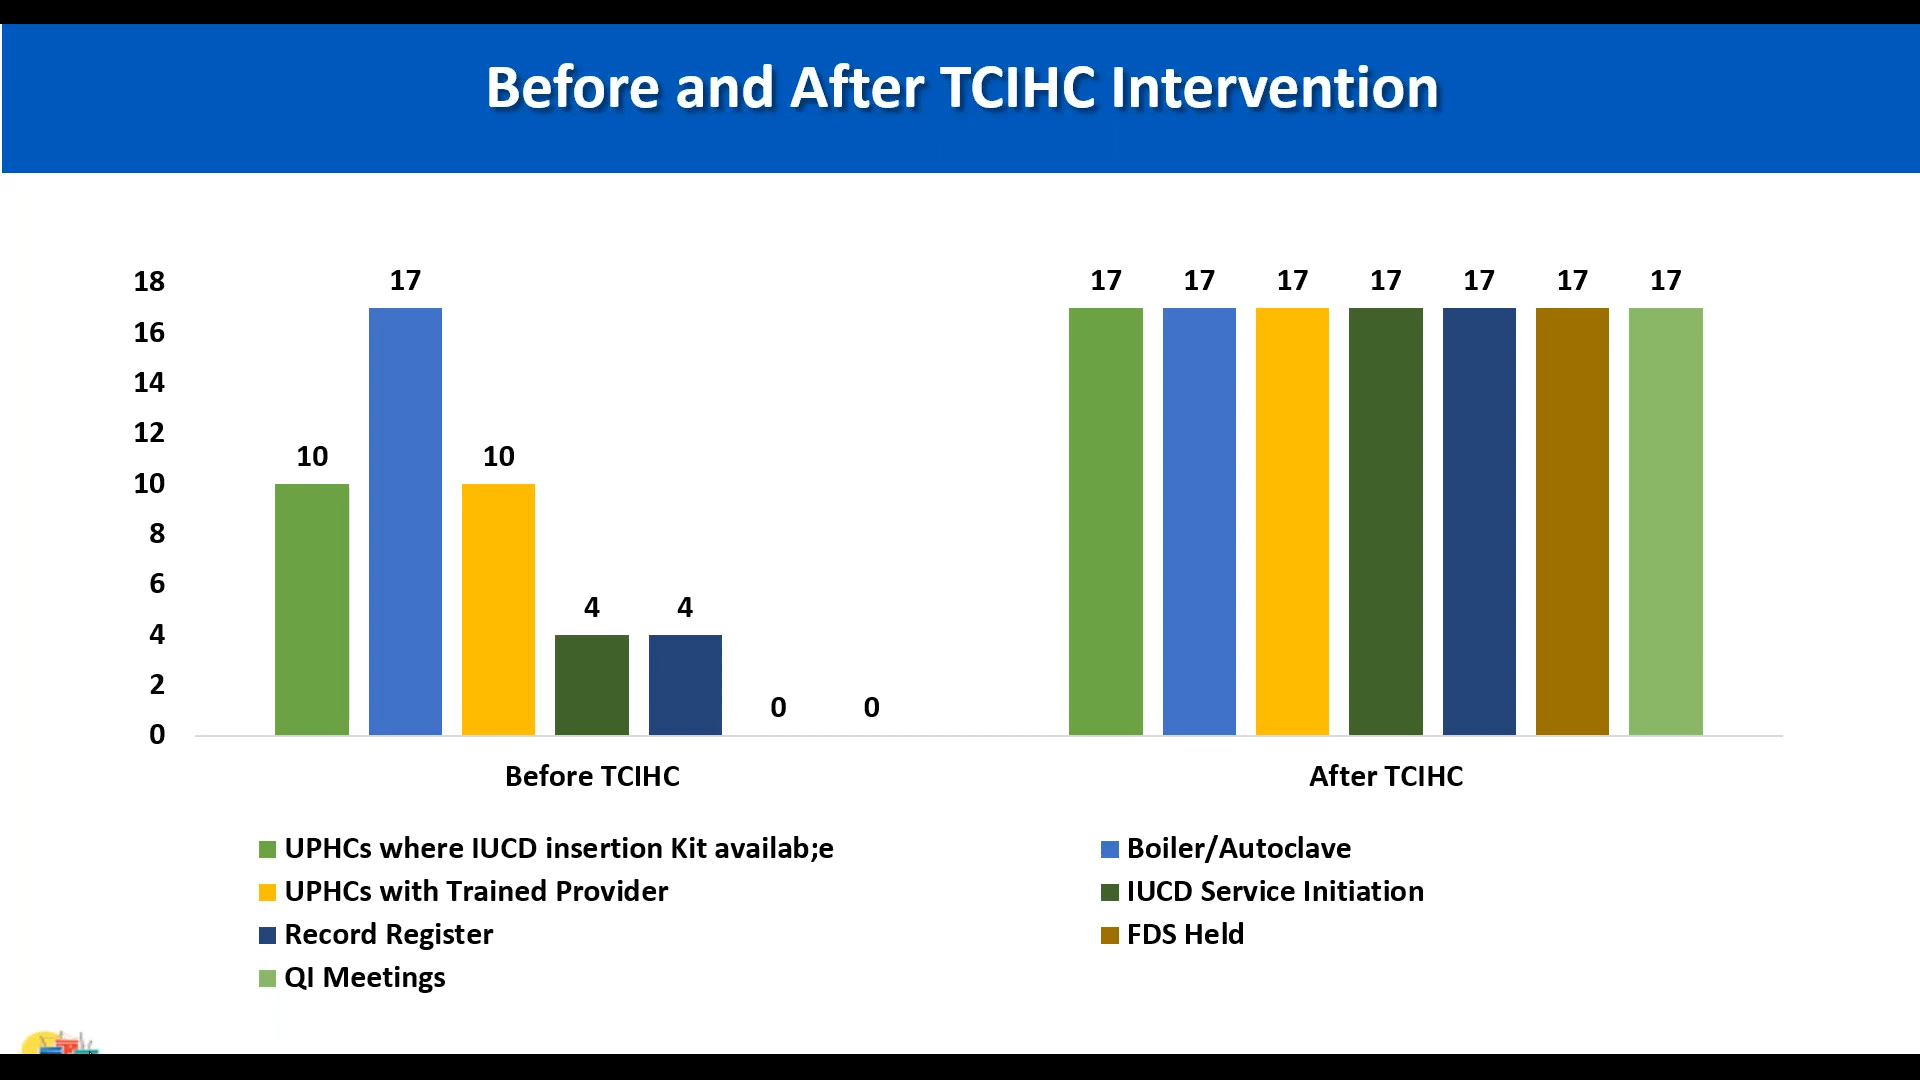 Before and After TCIHC Intervention
18
16
14
12
10
8
6
4
2
0
10
17
10
4
4
0
0
17
17
17
17
17
17
17
Before TCIHC
After TCIHC
UPHCs where IUCD insertion Kit availab;e
Boiler/Autoclave
UPHCs with Trained Provider
IUCD Service Initiation
Record Register
FDS Held
QI Meetings